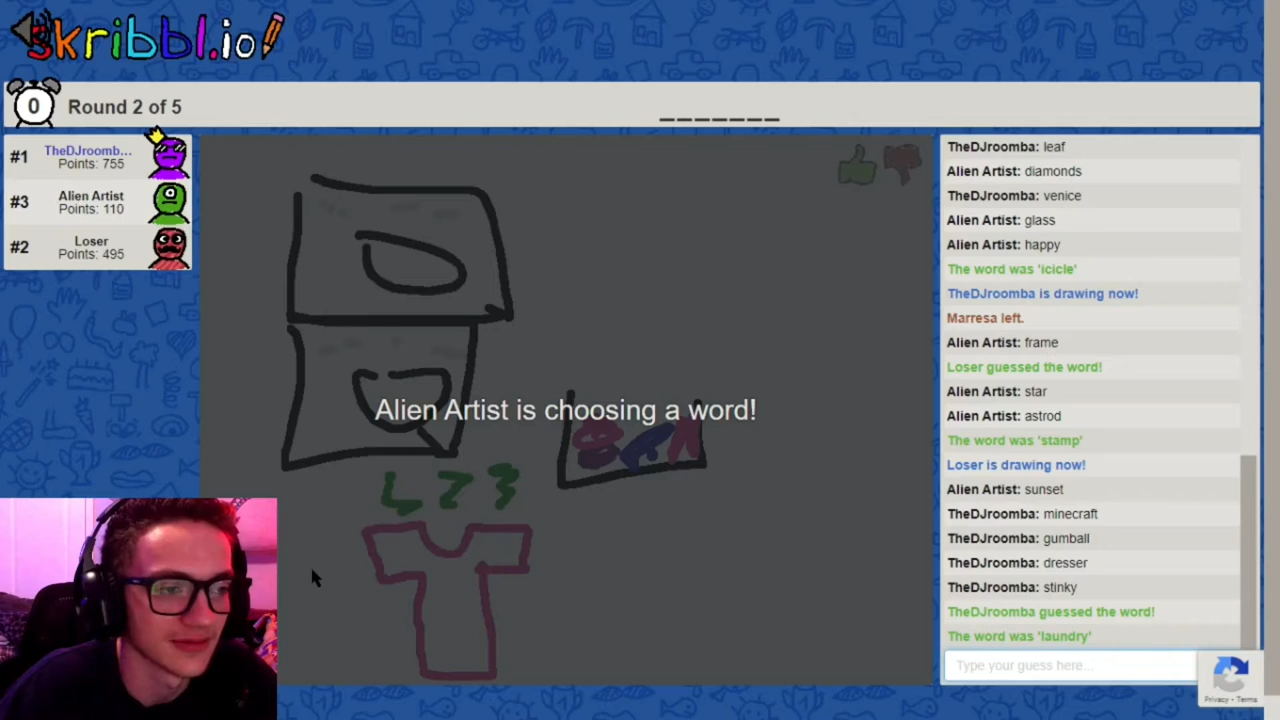 skribbl.io!
0
Round 2 of 5
_______
#1
TheDJroomb...
Points: 755
#3
Alien Artist
Points: 110
#2
Loser
Points: 495
Alien Artist is choosing a word!
L23
TheDJroomba: leaf
Alien Artist: diamonds
TheDJroomba: venice
Alien Artist: glass
Alien Artist: happy
The word was 'icicle'
TheDJroomba is drawing now!
Marresa left.
Alien Artist: frame
Loser guessed the word!
Alien Artist: star
Alien Artist: astrod
The word was 'stamp'
Loser is drawing now!
Alien Artist: sunset
TheDJroomba: minecraft
TheDJroomba: gumball
TheDJroomba: dresser
TheDJroomba: stinky
TheDJroomba guessed the word!
The word was 'laundry'
Type your guess here...
Privacy - Terms